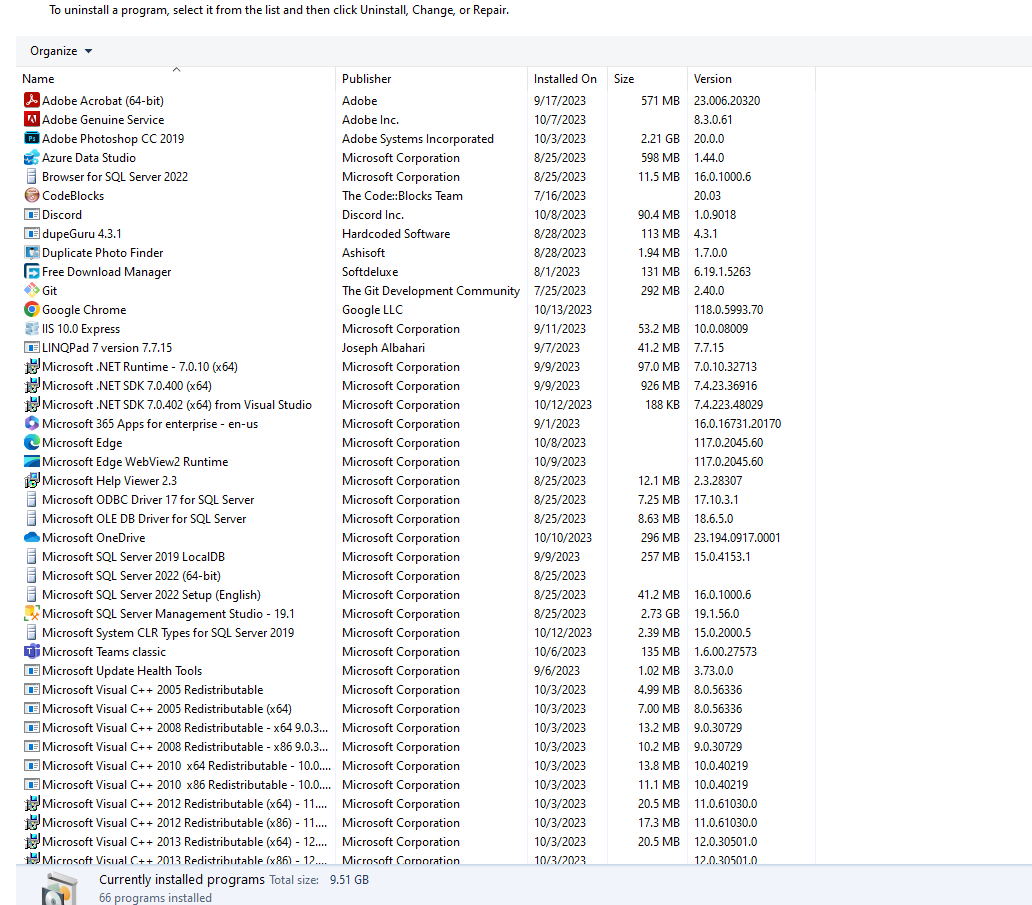 To uninstall a program, select it from the list and then click Uninstall, Change, or Repair.
Organize
Name Publisher Installed On Size Version
Adobe Acrobat (64-bit) Adobe 9/17/2023 571 MB 23.006.20320
Adobe Genuine Service Adobe Inc. 10/7/2023 8.3.0.61
Adobe Photoshop CC 2019 Adobe Systems Incorporated 10/3/2023 2.21 GB 20.0.0
Azure Data Studio Microsoft Corporation 8/25/2023 598 MB 1.44.0
Browser for SQL Server 2022 Microsoft Corporation 8/25/2023 11.5 MB 16.0.1000.6
CodeBlocks The Code::Blocks Team 7/16/2023 20.03
Discord Discord Inc. 10/8/2023 90.4 MB 1.0.9018
dupeGuru 4.3.1 Hardcoded Software 8/28/2023 113 MB 4.3.1
Duplicate Photo Finder Ashisoft 8/28/2023 1.94 MB 1.7.0.0
Free Download Manager Softdeluxe 8/1/2023 131 MB 6.19.1.5263
Git The Git Development Community 7/25/2023 292 MB 2.40.0
Google Chrome Google LLC 10/13/2023 118.0.5993.70
IIS 10.0 Express Microsoft Corporation 9/11/2023 53.2 MB 10.0.08009
LINQPad 7 version 7.7.15 Joseph Albahari 9/7/2023 41.2 MB 7.7.15
Microsoft .NET Runtime - 7.0.10 (x64) Microsoft Corporation 9/9/2023 97.0 MB 7.0.10.32713
Microsoft .NET SDK 7.0.400 (x64) Microsoft Corporation 9/9/2023 926 MB 7.4.23.36916
Microsoft .NET SDK 7.0.402 (x64) from Visual Studio Microsoft Corporation 10/12/2023 188 KB 7.4.223.48029
Microsoft 365 Apps for enterprise - en-us Microsoft Corporation 9/1/2023 16.0.16731.20170
Microsoft Edge Microsoft Corporation 10/8/2023 117.0.2045.60
Microsoft Edge WebView2 Runtime Microsoft Corporation 10/9/2023 117.0.2045.60
Microsoft Help Viewer 2.3 Microsoft Corporation 8/25/2023 12.1 MB 2.3.28307
Microsoft ODBC Driver 17 for SQL Server Microsoft Corporation 8/25/2023 7.25 MB 17.10.3.1
Microsoft OLE DB Driver for SQL Server Microsoft Corporation 8/25/2023 8.63 MB 18.6.5.0
Microsoft OneDrive Microsoft Corporation 10/10/2023 296 MB 23.194.0917.0001
Microsoft SQL Server 2019 LocalDB Microsoft Corporation 9/9/2023 257 MB 15.0.4153.1
Microsoft SQL Server 2022 (64-bit) Microsoft Corporation 8/25/2023
Microsoft SQL Server 2022 Setup (English) Microsoft Corporation 8/25/2023 41.2 MB 16.0.1000.6
Microsoft SQL Server Management Studio - 19.1 Microsoft Corporation 8/25/2023 2.73 GB 19.1.56.0
Microsoft System CLR Types for SQL Server 2019 Microsoft Corporation 10/12/2023 2.39 MB 15.0.2000.5
Microsoft Teams classic Microsoft Corporation 10/6/2023 135 MB 1.6.00.27573
Microsoft Update Health Tools Microsoft Corporation 9/6/2023 1.02 MB 3.73.0.0
Microsoft Visual C++ 2005 Redistributable Microsoft Corporation 10/3/2023 4.99 MB 8.0.56336
Microsoft Visual C++ 2005 Redistributable (x64) Microsoft Corporation 10/3/2023 7.00 MB 8.0.56336
Microsoft Visual C++ 2008 Redistributable - x64 9.0.3... Microsoft Corporation 10/3/2023 13.2 MB 9.0.30729
Microsoft Visual C++ 2008 Redistributable - x86 9.0.3... Microsoft Corporation 10/3/2023 10.2 MB 9.0.30729
Microsoft Visual C++ 2010 x64 Redistributable - 10.0.... Microsoft Corporation 10/3/2023 13.8 MB 10.0.40219
Microsoft Visual C++ 2010 x86 Redistributable - 10.0.... Microsoft Corporation 10/3/2023 11.1 MB 10.0.40219
Microsoft Visual C++ 2012 Redistributable (x64) - 11.... Microsoft Corporation 10/3/2023 20.5 MB 11.0.61030.0
Microsoft Visual C++ 2012 Redistributable (x86) - 11.... Microsoft Corporation 10/3/2023 17.3 MB 11.0.61030.0
Microsoft Visual C++ 2013 Redistributable (x64) - 12.... Microsoft Corporation 10/3/2023 20.5 MB 12.0.30501.0
Microsoft Visual C++ 2013 Redistributable (x86) - 12.... Microsoft Corporation 10/3/2023 12.0.30501.0
Currently installed programs Total size: 9.51 GB
66 programs installed